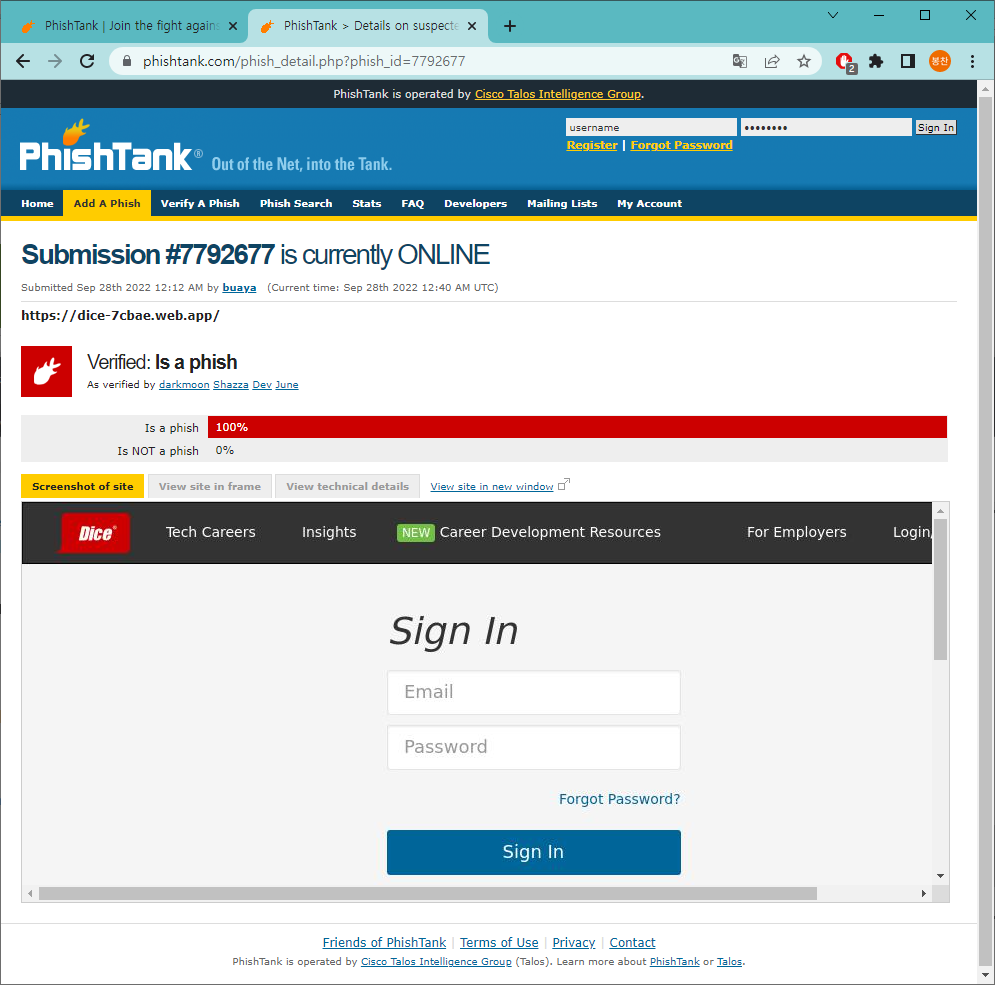 PhishTank | Join the fight agains
PhishTank > Details on suspecte
phishtank.com/phish_detail.php?phish_id=7792677
2
봉찬
PhishTank is operated by Cisco Talos Intelligence Group.
PhishTank® Out of the Net, into the Tank.
username
••••••••
Sign In
Register | Forgot Password
Home Add A Phish Verify A Phish Phish Search Stats FAQ Developers Mailing Lists My Account
Submission #7792677 is currently ONLINE
Submitted Sep 28th 2022 12:12 AM by buaya (Current time: Sep 28th 2022 12:40 AM UTC)
https://dice-7cbae.web.app/
Verified: Is a phish
As verified by darkmoon Shazza Dev June
Is a phish 100%
Is NOT a phish 0%
Screenshot of site View site in frame View technical details View site in new window
Dice® Tech Careers Insights NEW Career Development Resources For Employers Login/
Sign In
Email
Password
Forgot Password?
Sign In
Friends of PhishTank | Terms of Use | Privacy | Contact
PhishTank is operated by Cisco Talos Intelligence Group (Talos). Learn more about PhishTank or Talos.